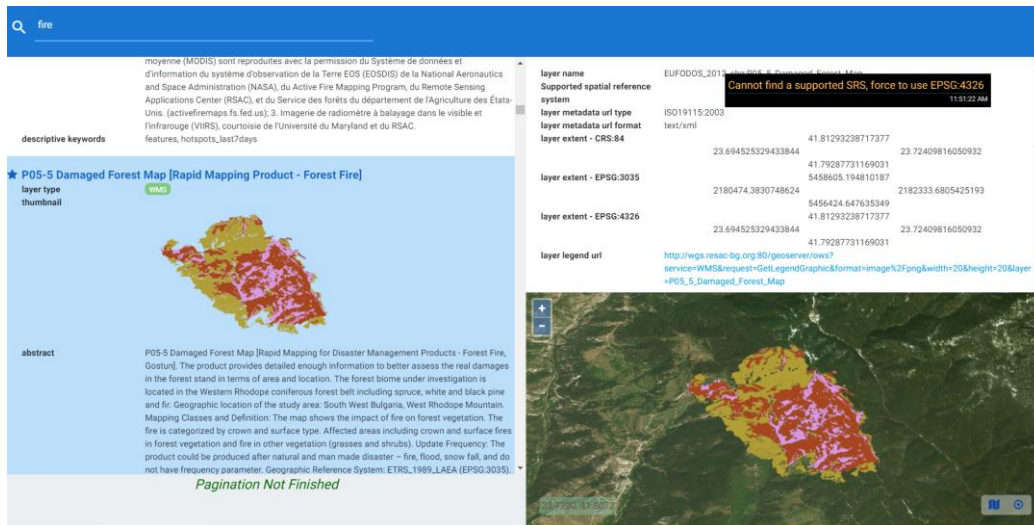 fire
moyenne (MODIS) sont reproduites avec la permission du Système de données et
d'information du système d'observation de la Terre EOS (EOSDIS) de la National Aeronautics
and Space Administration (NASA), du Active Fire Mapping Program, du Remote Sensing
Applications Center (RSAC), et du Service des forêts du département de l'Agriculture des États-
Unis. (activefiremaps.fs.fed.us); 3. Imagerie de radiomètre à balayage dans le visible et
l'infrarouge (VIIRS), courtoisie de l'Université du Maryland et du RSAC.
descriptive keywords features, hotspots_last7days
P05-5 Damaged Forest Map [Rapid Mapping Product - Forest Fire]
layer type WMS
thumbnail
abstract P05-5 Damaged Forest Map [Rapid Mapping for Disaster Management Products - Forest Fire,
Gostun]. The product provides detailed enough information to better assess the real damages
in the forest stand in terms of area and location. The forest biome under investigation is
located in the Western Rhodope coniferous forest belt including spruce, white and black pine
and fir. Geographic location of the study area: South West Bulgaria, West Rhodope Mountain.
Mapping Classes and Definition: The map shows the impact of fire on forest vegetation. The
fire is categorized by crown and surface type. Affected areas including crown and surface fires
in forest vegetation and fire in other vegetation (grasses and shrubs). Update Frequency: The
product could be produced after natural and man made disaster – fire, flood, snow fall, and do
not have frequency parameter. Geographic Reference System: ETRS_1989_LAEA (EPSG:3035).
Pagination Not Finished
layer name EUFODOS_2013_shp:P05_5_Damaged_Forest_Map
Cannot find a supported SRS, force to use EPSG:4326
11:51:22 AM
Supported spatial reference
system
layer metadata url type ISO19115:2003
layer metadata url format text/xml
layer extent - CRS:84 41.81293238717377
23.694525329433844 23.72409816050932
41.79287731169031
layer extent - EPSG:3035 5458605.194810187
2180474.3830748624 2182333.6805425193
5456424.647635349
layer extent - EPSG:4326 41.81293238717377
23.694525329433844 23.72409816050932
41.79287731169031
layer legend url http://wgs.resac-bg.org:80/geoserver/ows?
service=WMS&request=GetLegendGraphic&format=image%2Fpng&width=20&height=20&layer
=P05_5_Damaged_Forest_Map
+
-